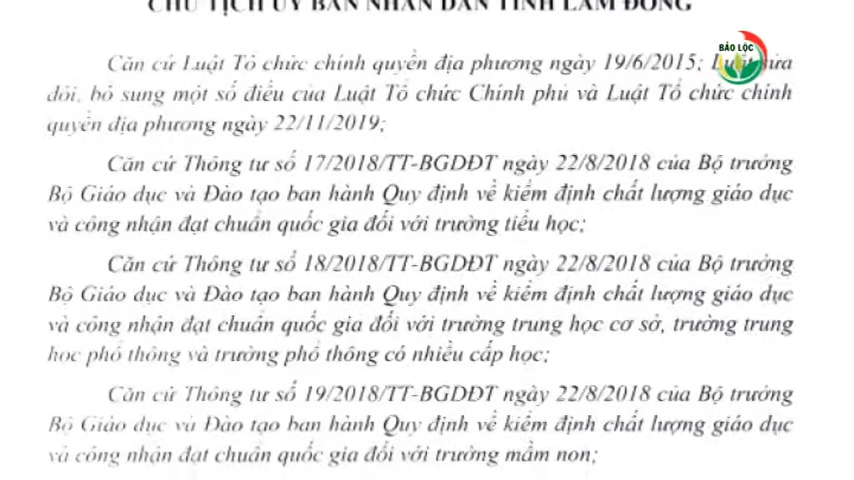 CHỦ TỊCH ỦY BAN NHÂN DÂN TỈNH LÂM ĐỒNG
BẢO LỘC
Căn cứ Luật Tổ chức chính quyền địa phương ngày 19/6/2015; Luật sửa
đổi, bổ sung một số điều của Luật Tổ chức Chính phủ và Luật Tổ chức chính
quyền địa phương ngày 22/11/2019;
Căn cứ Thông tư số 17/2018/TT-BGDĐT ngày 22/8/2018 của Bộ trưởng
Bộ Giáo dục và Đào tạo ban hành Quy định về kiểm định chất lượng giáo dục
và công nhận đạt chuẩn quốc gia đối với trường tiểu học;
Căn cứ Thông tư số 18/2018/TT-BGDĐT ngày 22/8/2018 của Bộ trưởng
Bộ Giáo dục và Đào tạo ban hành Quy định về kiểm định chất lượng giáo dục
và công nhận đạt chuẩn quốc gia đối với trường trung học cơ sở, trường trung
học phổ thông và trường phổ thông có nhiều cấp học;
Căn cứ Thông tư số 19/2018/TT-BGDĐT ngày 22/8/2018 của Bộ trưởng
Bộ Giáo dục và Đào tạo ban hành Quy định về kiểm định chất lượng giáo dục
và công nhận đạt chuẩn quốc gia đối với trường mầm non;